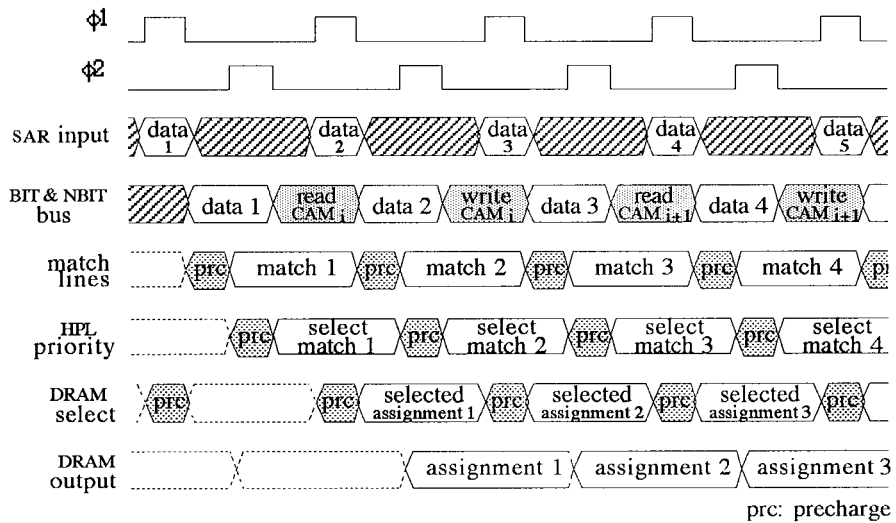 ϕ1
ϕ2
SAR input data 1 data 2 data 3 data 4 data 5
BIT & NBIT bus data 1 read CAM i data 2 write CAM i data 3 read CAM i+1 data 4 write CAM i+1
match lines prc match 1 prc match 2 prc match 3 prc match 4 pr
HPL priority prc select match 1 prc select match 2 prc select match 3 prc select match 4
DRAM select prc prc selected assignment 1 prc selected assignment 2 prc selected assignment 3 prc
DRAM output assignment 1 assignment 2 assignment 3
prc: precharge